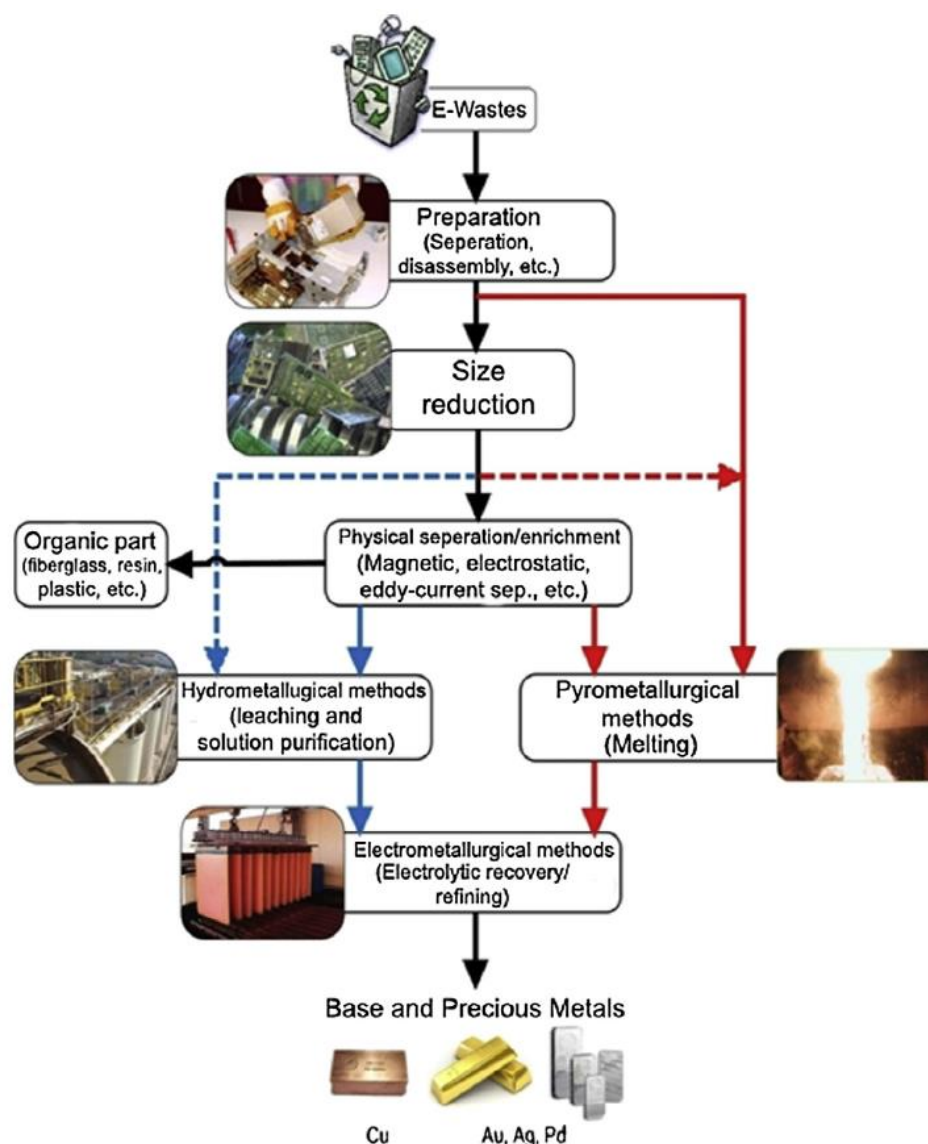 E-Wastes
Preparation
(Seperation,
disassembly, etc.)
Size
reduction
Organic part
(fiberglass, resin,
plastic, etc.)
Physical seperation/enrichment
(Magnetic, electrostatic,
eddy-current sep., etc.)
Hydrometallugical methods
(leaching and
solution purification)
Pyrometallurgical
methods
(Melting)
Electrometallurgical methods
(Electrolytic recovery/
refining)
Base and Precious Metals
Cu
Au, Ag, Pd